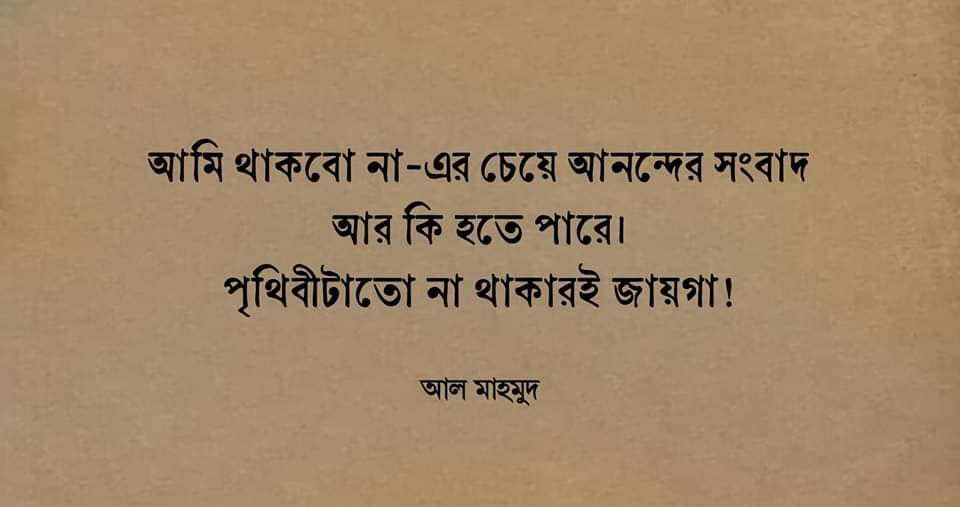 আমি থাকবো না-এর চেয়ে আনন্দের সংবাদ
আর কি হতে পারে।
পৃথিবীটাতো না থাকারই জায়গা!
আল মাহমুদ